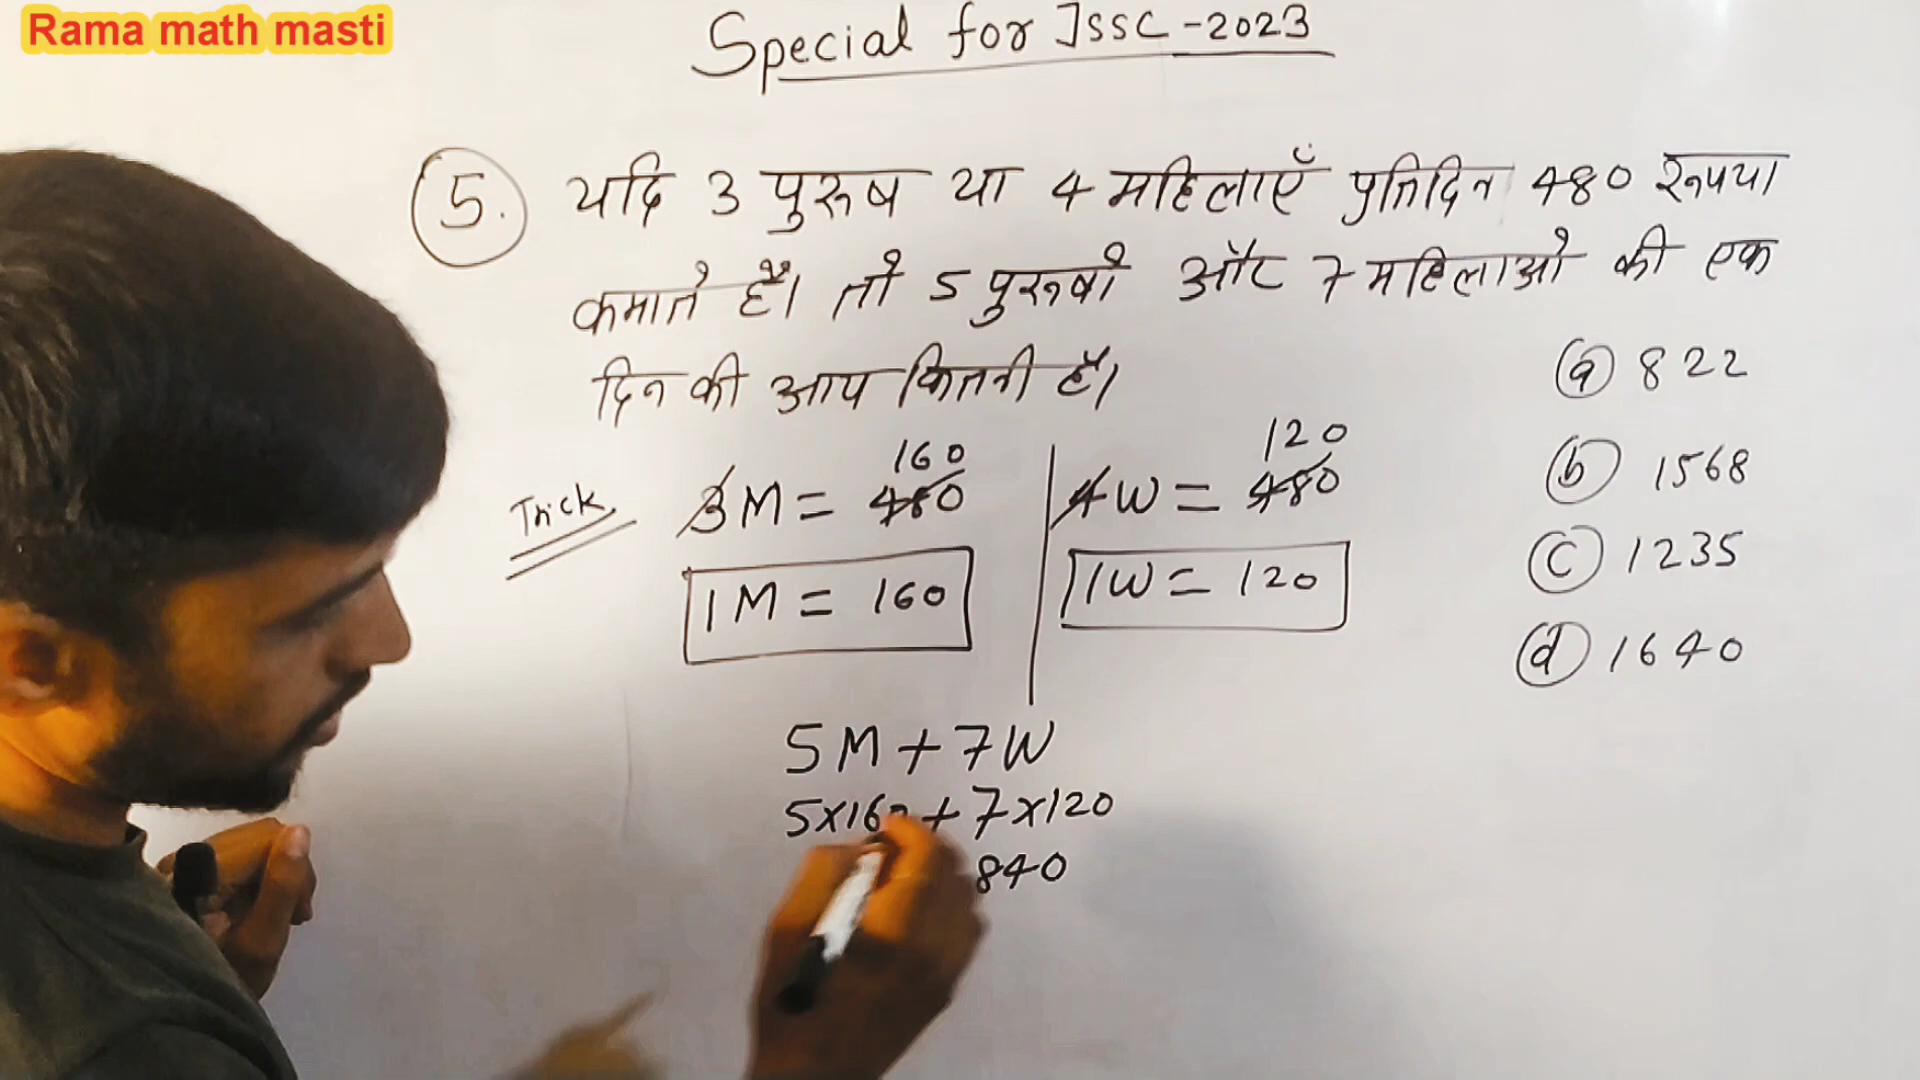 Rama math masti
Special for JSSC-2023
5. यदि 3 पुरुष या 4 महिलाएँ प्रतिदिन 480 रूपया
कमाते हैं। तो 5 पुरुषो और 7 महिलाओ की एक
दिन की आय कितनी है।
(a) 822
(b) 1568
(c) 1235
(d) 1640
Trick
160
3M = 480
1M = 160
120
4W = 480
1W = 120
5M + 7W
5x160 + 7x120
840